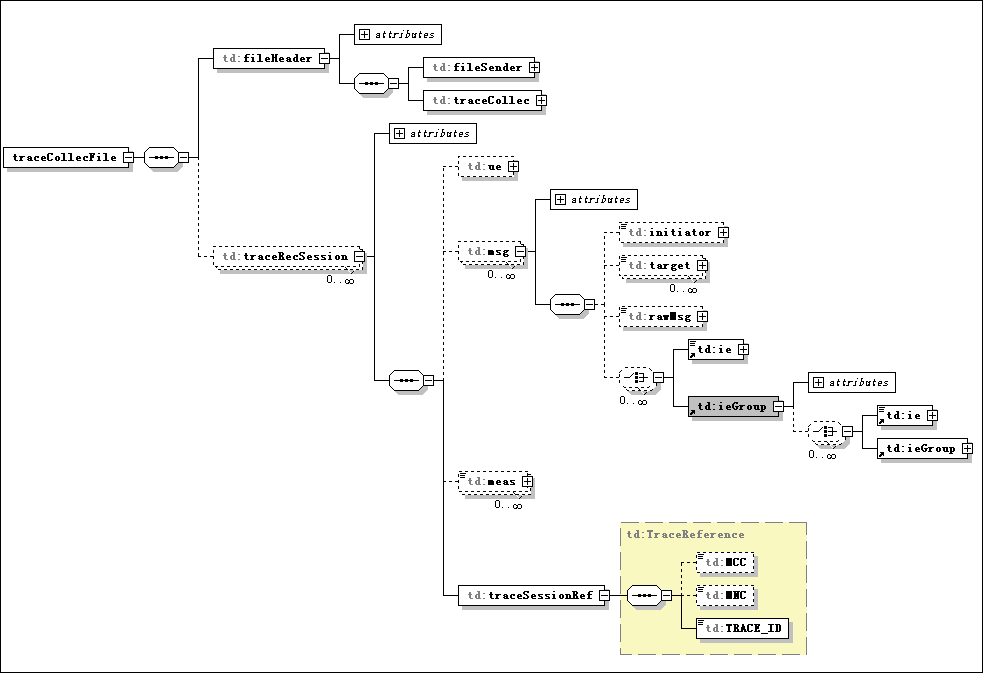 attributes
td:fileHeader
td:fileSender
td:traceCollec
traceCollecFile
attributes
td:ue
attributes
td:initiator
td:msg
0..∞
td:traceRecSession
0..∞
td:target
0..∞
td:rawMsg
td:ie
0..∞
td:ieGroup
attributes
td:ie
td:ieGroup
0..∞
td:meas
0..∞
td:TraceReference
td:MCC
td:traceSessionRef
td:MNC
td:TRACE_ID